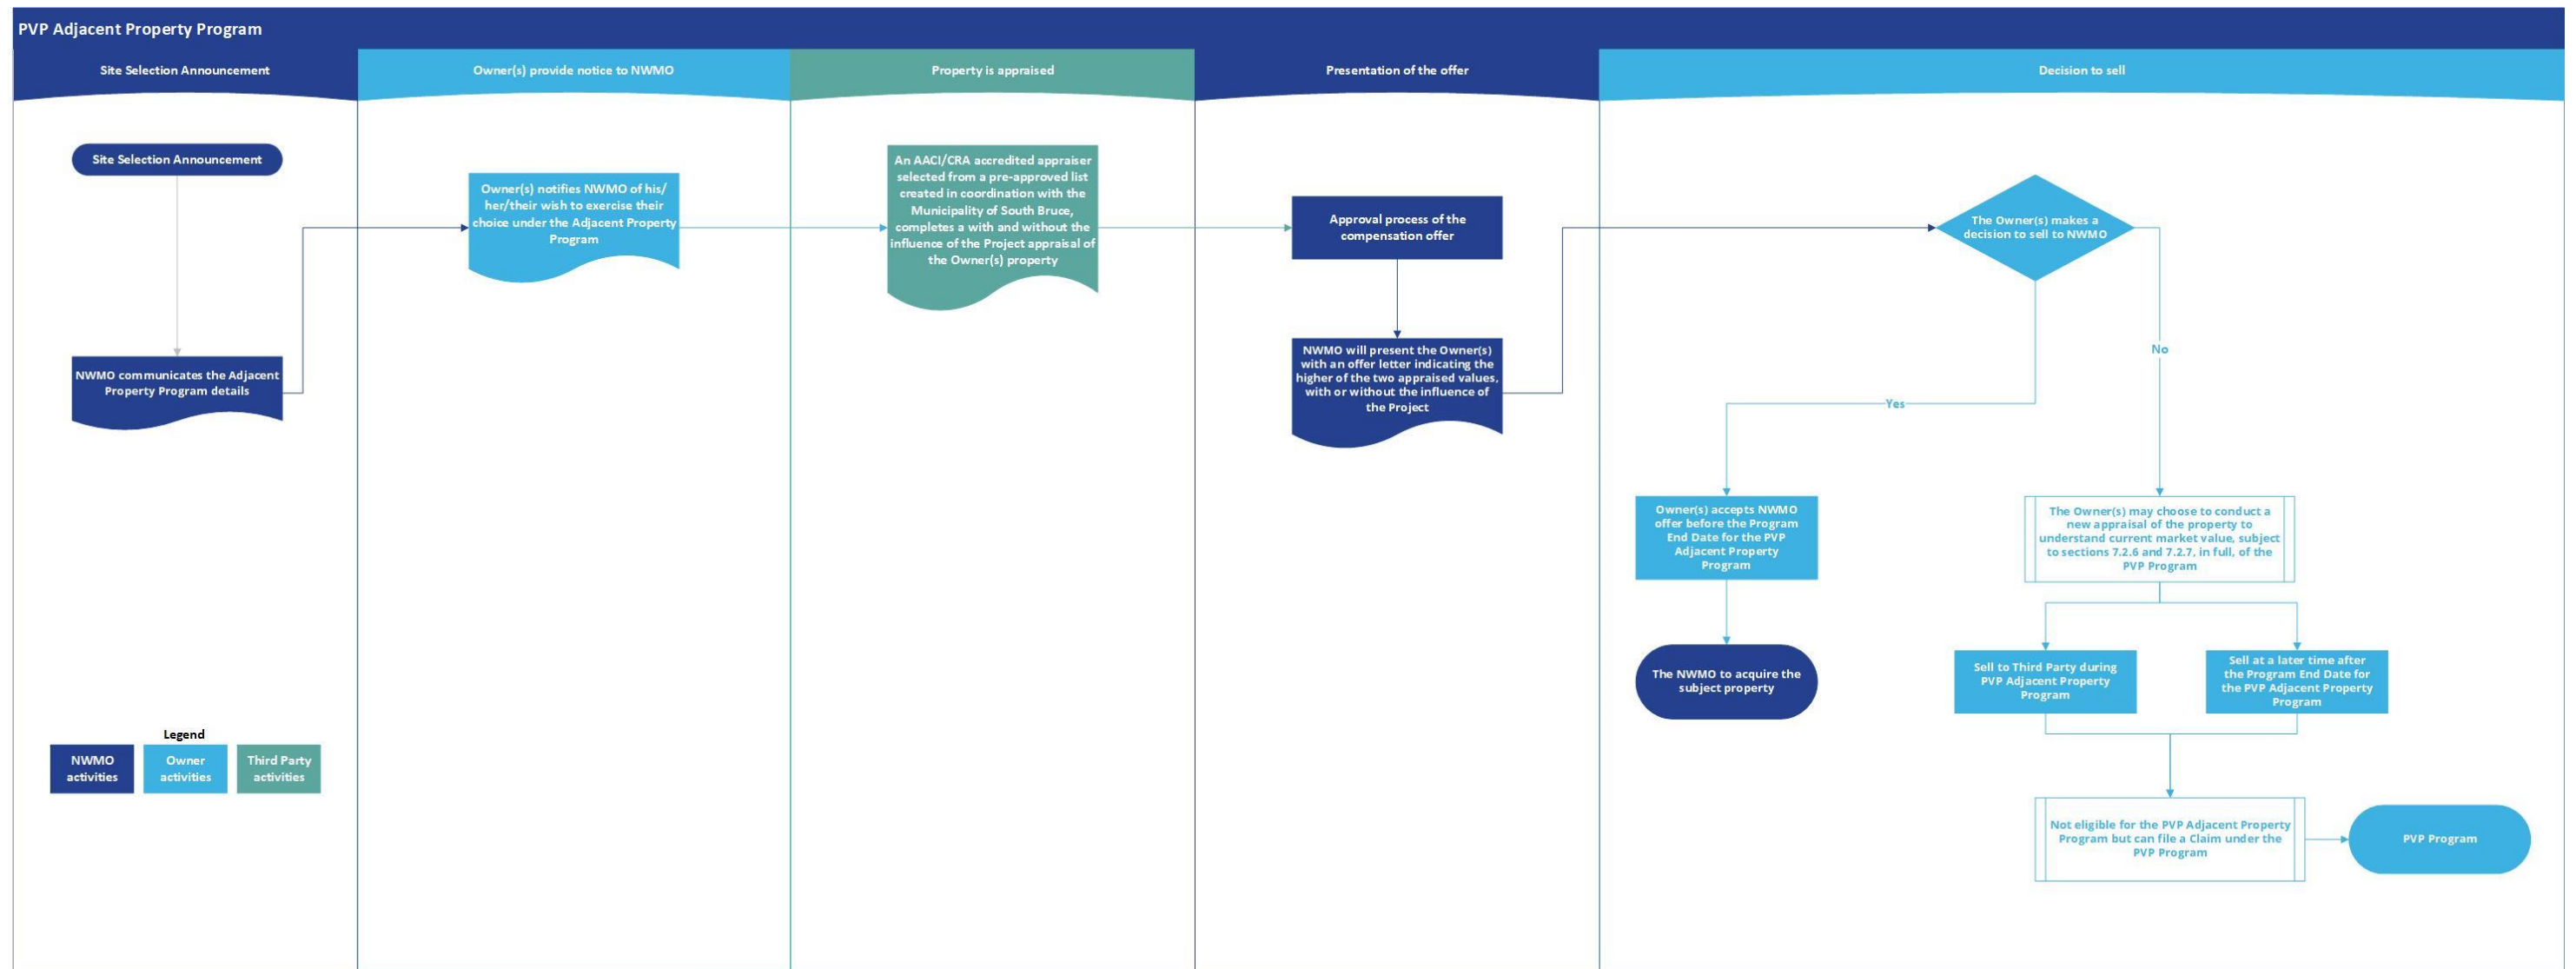 PVP Adjacent Property Program
Site Selection Announcement
Owner(s) provide notice to NWMO
Property is appraised
Presentation of the offer
Decision to sell
Site Selection Announcement
NWMO communicates the Adjacent
Property Program details
Owner(s) notifies NWMO of his/
her/their wish to exercise their
choice under the Adjacent Property
Program
An AACI/CRA accredited appraiser
selected from a pre-approved list
created in coordination with the
Municipality of South Bruce,
completes a with and without the
influence of the Project appraisal of
the Owner(s) property
Approval process of the
compensation offer
NWMO will present the Owner(s)
with an offer letter indicating the
higher of the two appraised values,
with or without the influence of
the Project
The Owner(s) makes a
decision to sell to NWMO
Yes
No
Owner(s) accepts NWMO
offer before the Program
End Date for the PVP
Adjacent Property
Program
The NWMO to acquire the
subject property
The Owner(s) may choose to conduct a
new appraisal of the property to
understand current market value, subject
to sections 7.2.6 and 7.2.7, in full, of the
PVP Program
Sell to Third Party during
PVP Adjacent Property
Program
Sell at a later time after
the Program End Date for
the PVP Adjacent Property
Program
Not eligible for the PVP Adjacent Property
Program but can file a Claim under the
PVP Program
PVP Program
Legend
NWMO
activities
Owner
activities
Third Party
activities